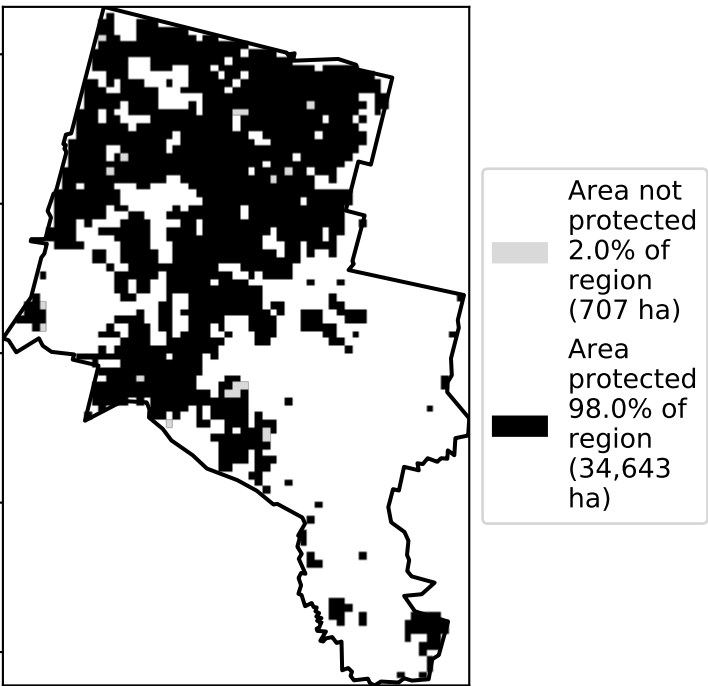 Area not
protected
2.0% of
region
(707 ha)
Area
protected
98.0% of
region
(34,643
ha)